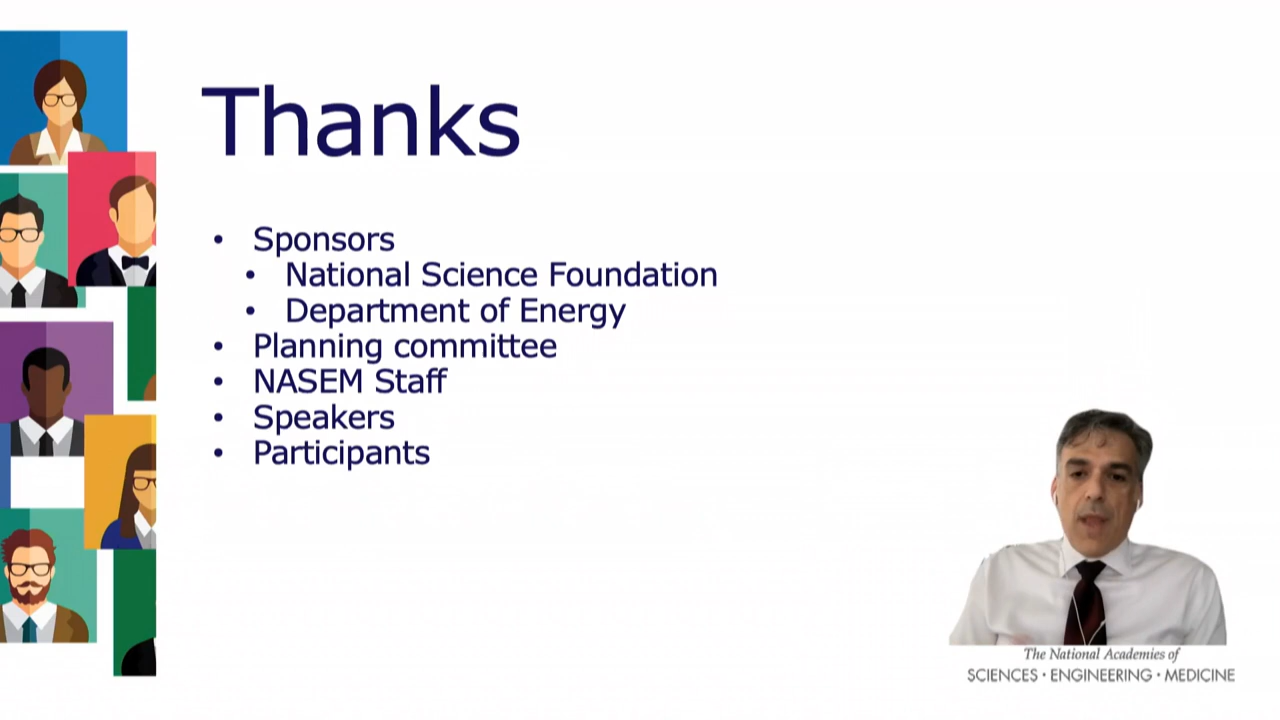 Thanks
• Sponsors
• National Science Foundation
• Department of Energy
• Planning committee
• NASEM Staff
• Speakers
• Participants
The National Academies of
SCIENCES · ENGINEERING · MEDICINE